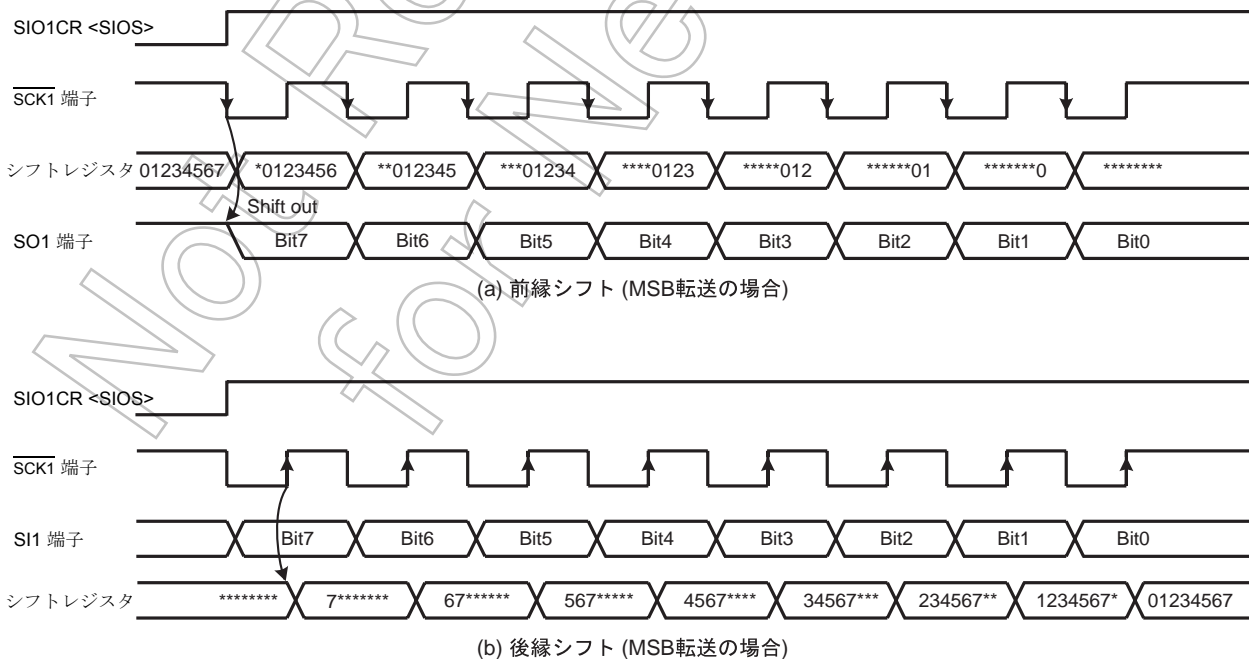 SIO1CR <SIOS>
SCK1 端子
シフトレジスタ 01234567 *0123456 **012345 ***01234 ****0123 *****012 ******01 *******0 ********
Shift out
SO1 端子 Bit7 Bit6 Bit5 Bit4 Bit3 Bit2 Bit1 Bit0
(a) 前縁シフト (MSB転送の場合)
SIO1CR <SIOS>
SCK1 端子
SI1 端子 Bit7 Bit6 Bit5 Bit4 Bit3 Bit2 Bit1 Bit0
シフトレジスタ ******** 7******* 67****** 567***** 4567**** 34567*** 234567** 1234567* 01234567
(b) 後縁シフト (MSB転送の場合)
Not R
for Ne